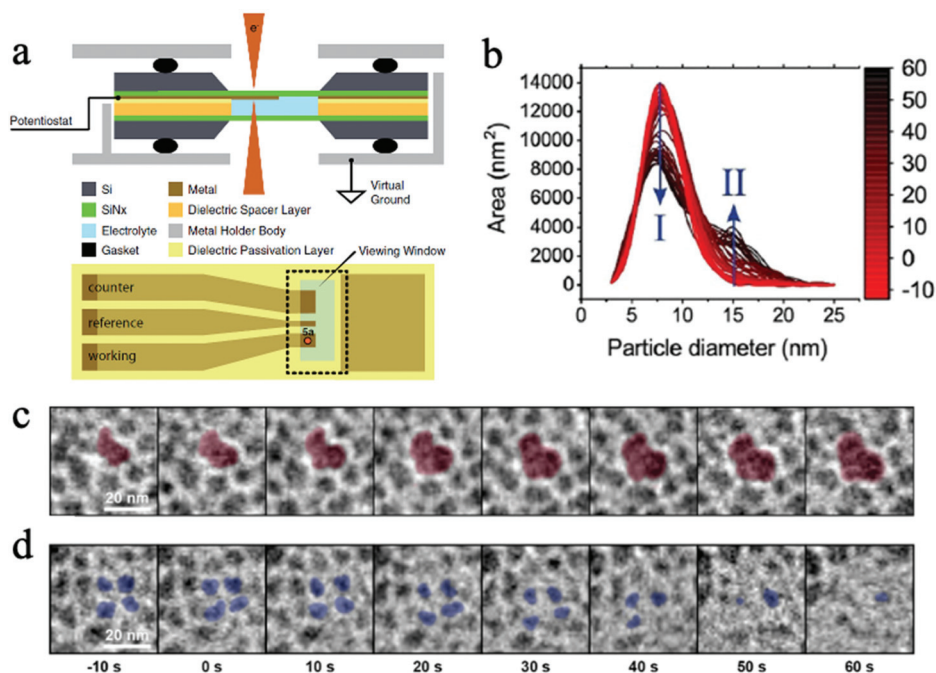 a
e⁻
Potentiostat
Virtual
Ground
Si
SiNx
Electrolyte
Gasket
Metal
Dielectric Spacer Layer
Metal Holder Body
Dielectric Passivation Layer
Viewing Window
counter
reference
working
5a
b
Area (nm²)
14000
12000
10000
8000
6000
4000
2000
0
0 5 10 15 20 25
Particle diameter (nm)
I
II
60
50
40
30
20
10
0
-10
c
20 nm
d
20 nm
-10 s 0 s 10 s 20 s 30 s 40 s 50 s 60 s